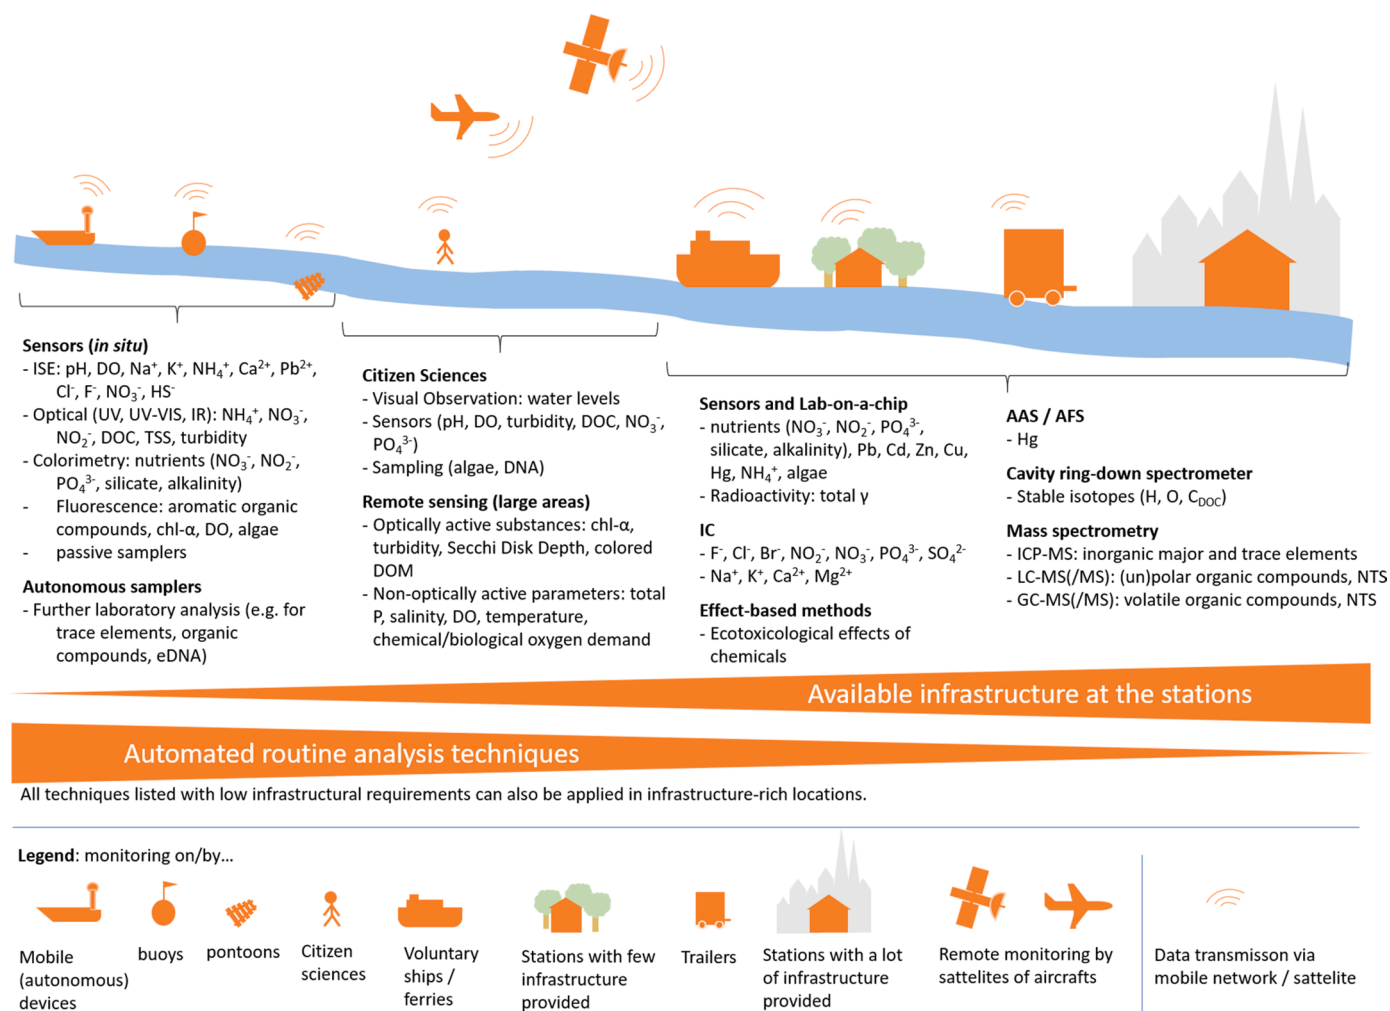 Sensors (in situ)
- ISE: pH, DO, Na⁺, K⁺, NH₄⁺, Ca²⁺, Pb²⁺,
Cl⁻, F⁻, NO₃⁻, HS⁻
- Optical (UV, UV-VIS, IR): NH₄⁺, NO₃⁻,
NO₂⁻, DOC, TSS, turbidity
- Colorimetry: nutrients (NO₃⁻, NO₂⁻,
PO₄³⁻, silicate, alkalinity)
- Fluorescence: aromatic organic
compounds, chl-α, DO, algae
- passive samplers
Autonomous samplers
- Further laboratory analysis (e.g. for
trace elements, organic
compounds, eDNA)
Citizen Sciences
- Visual Observation: water levels
- Sensors (pH, DO, turbidity, DOC, NO₃⁻,
PO₄³⁻)
- Sampling (algae, DNA)
Remote sensing (large areas)
- Optically active substances: chl-α,
turbidity, Secchi Disk Depth, colored
DOM
- Non-optically active parameters: total
P, salinity, DO, temperature,
chemical/biological oxygen demand
Sensors and Lab-on-a-chip
- nutrients (NO₃⁻, NO₂⁻, PO₄³⁻,
silicate, alkalinity), Pb, Cd, Zn, Cu,
Hg, NH₄⁺, algae
- Radioactivity: total γ
IC
- F⁻, Cl⁻, Br⁻, NO₂⁻, NO₃⁻, PO₄³⁻, SO₄²⁻
- Na⁺, K⁺, Ca²⁺, Mg²⁺
Effect-based methods
- Ecotoxicological effects of
chemicals
AAS / AFS
- Hg
Cavity ring-down spectrometer
- Stable isotopes (H, O, C_DOC)
Mass spectrometry
- ICP-MS: inorganic major and trace elements
- LC-MS(/MS): (un)polar organic compounds, NTS
- GC-MS(/MS): volatile organic compounds, NTS
Available infrastructure at the stations
Automated routine analysis techniques
All techniques listed with low infrastructural requirements can also be applied in infrastructure-rich locations.
Legend: monitoring on/by...
Mobile
(autonomous)
devices
buoys
pontoons
Citizen
sciences
Voluntary
ships /
ferries
Stations with few
infrastructure
provided
Trailers
Stations with a lot
of infrastructure
provided
Remote monitoring by
sattelites of aircrafts
Data transmisson via
mobile network / sattelite